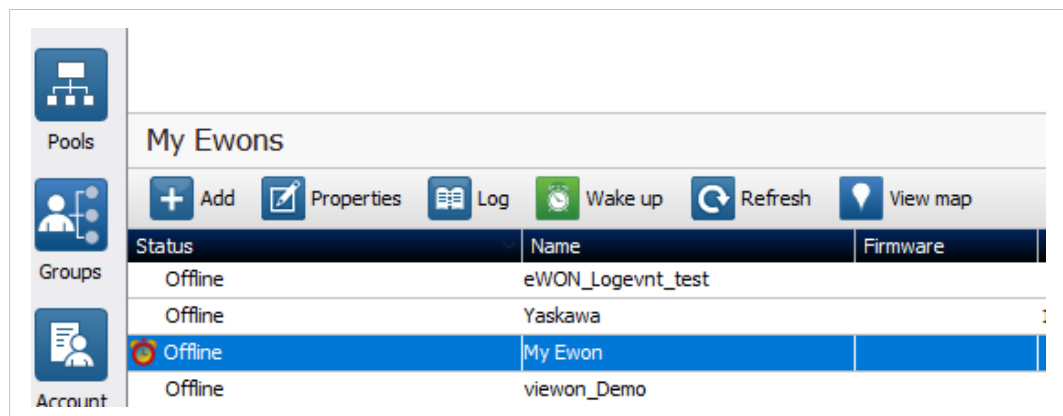 Pools
My Ewons
Add Properties Log Wake up Refresh View map
Status Name Firmware
Groups
Offline eWON_Logevnt_test
Offline Yaskawa
Offline My Ewon
Offline viewon_Demo
Account